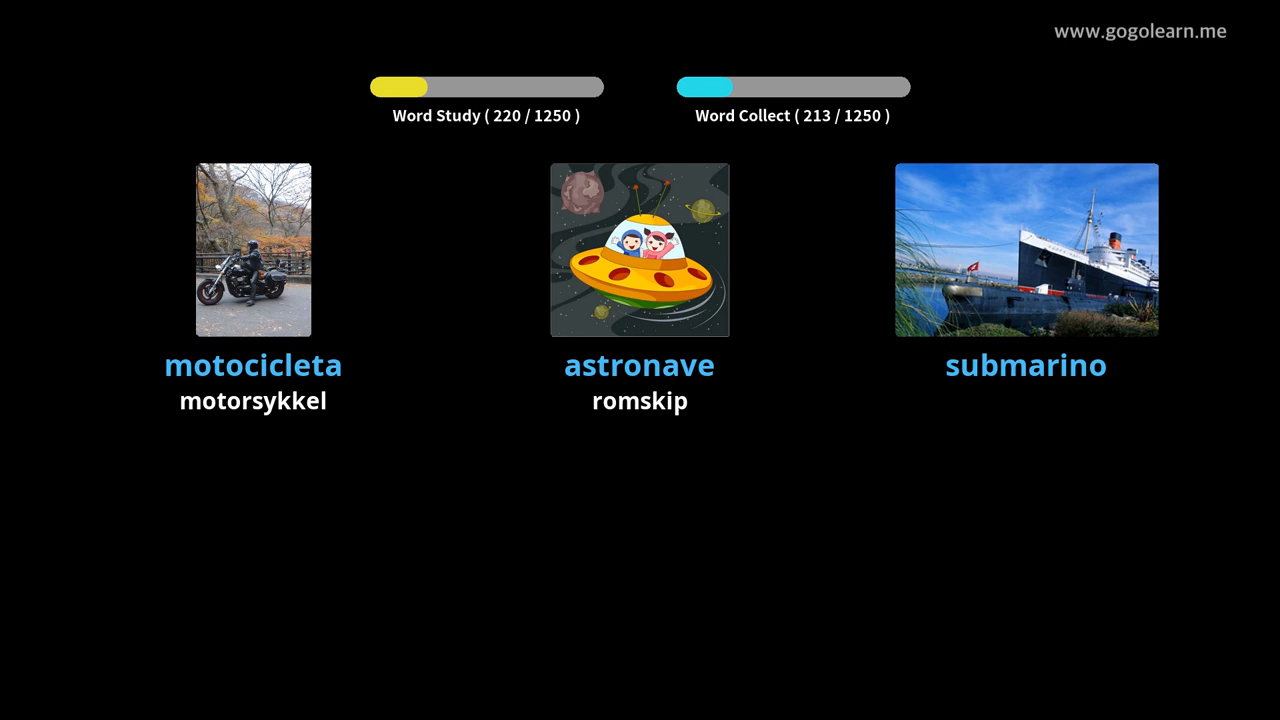 www.gogolearn.me
Word Study ( 220 / 1250 )
Word Collect ( 213 / 1250 )
motocicleta
motorsykkel
astronave
romskip
submarino